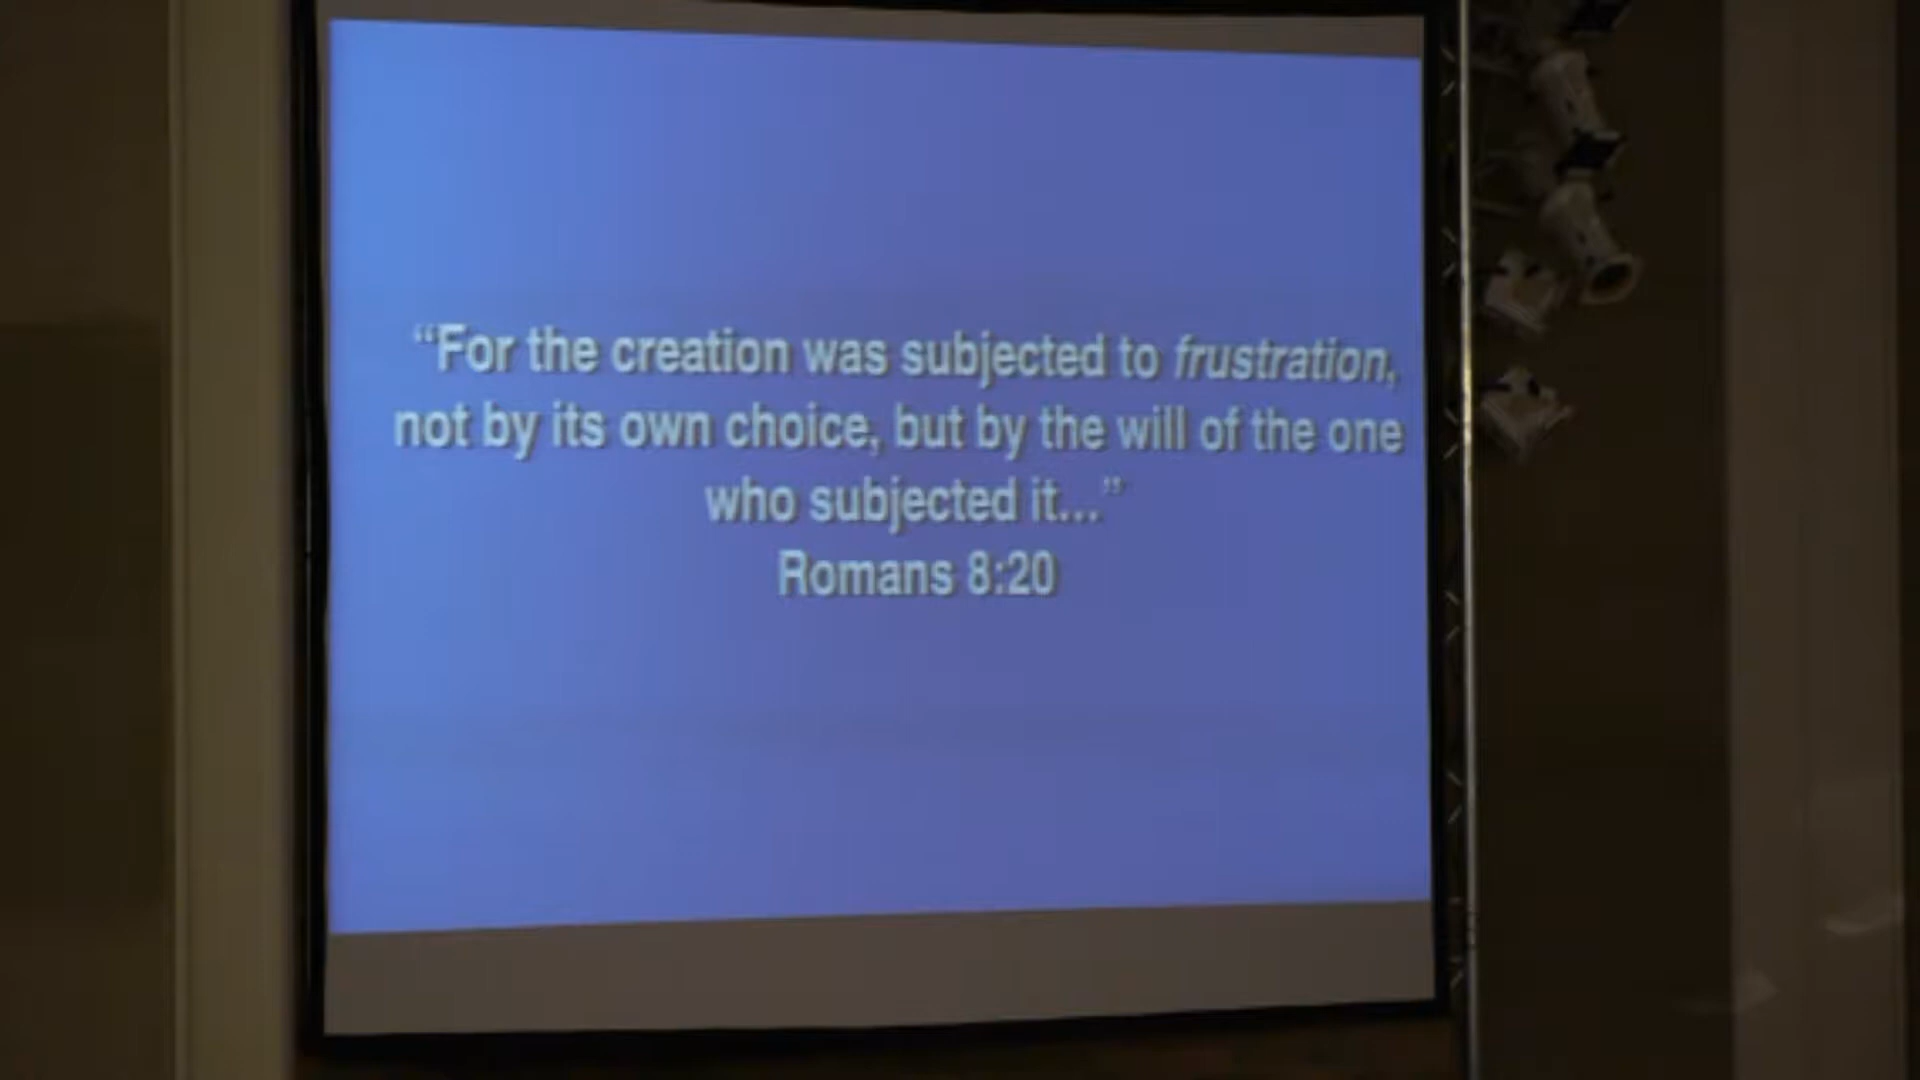 “For the creation was subjected to frustration,
not by its own choice, but by the will of the one
who subjected it...”
Romans 8:20